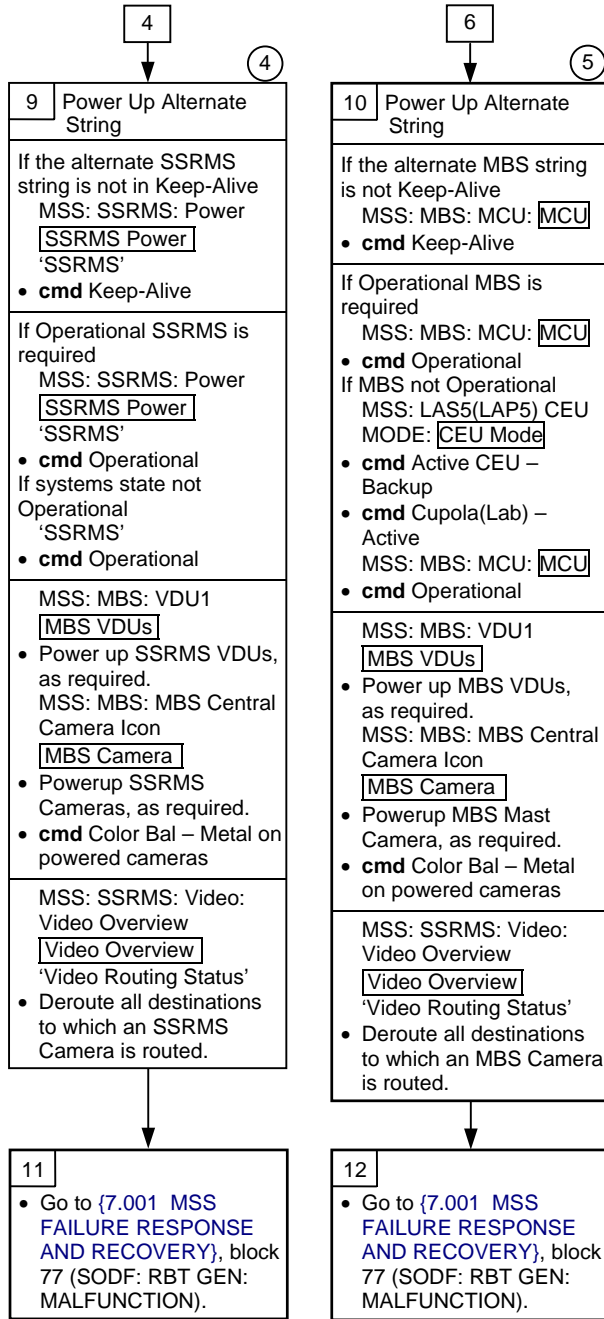 4
4
9 Power Up Alternate
String
If the alternate SSRMS
string is not in Keep-Alive
MSS: SSRMS: Power
SSRMS Power
‘SSRMS’
• cmd Keep-Alive
If Operational SSRMS is
required
MSS: SSRMS: Power
SSRMS Power
‘SSRMS’
• cmd Operational
If systems state not
Operational
‘SSRMS’
• cmd Operational
MSS: MBS: VDU1
MBS VDUs
• Power up SSRMS VDUs,
as required.
MSS: MBS: MBS Central
Camera Icon
MBS Camera
• Powerup SSRMS
Cameras, as required.
• cmd Color Bal – Metal on
powered cameras
MSS: SSRMS: Video:
Video Overview
Video Overview
‘Video Routing Status’
• Deroute all destinations
to which an SSRMS
Camera is routed.
11
• Go to {7.001 MSS
FAILURE RESPONSE
AND RECOVERY}, block
77 (SODF: RBT GEN:
MALFUNCTION).
6
5
10 Power Up Alternate
String
If the alternate MBS string
is not Keep-Alive
MSS: MBS: MCU: MCU
• cmd Keep-Alive
If Operational MBS is
required
MSS: MBS: MCU: MCU
• cmd Operational
If MBS not Operational
MSS: LAS5(LAP5) CEU
MODE: CEU Mode
• cmd Active CEU –
Backup
• cmd Cupola(Lab) –
Active
MSS: MBS: MCU: MCU
• cmd Operational
MSS: MBS: VDU1
MBS VDUs
• Power up MBS VDUs,
as required.
MSS: MBS: MBS Central
Camera Icon
MBS Camera
• Powerup MBS Mast
Camera, as required.
• cmd Color Bal – Metal
on powered cameras
MSS: SSRMS: Video:
Video Overview
Video Overview
‘Video Routing Status’
• Deroute all destinations
to which an MBS Camera
is routed.
12
• Go to {7.001 MSS
FAILURE RESPONSE
AND RECOVERY}, block
77 (SODF: RBT GEN:
MALFUNCTION).